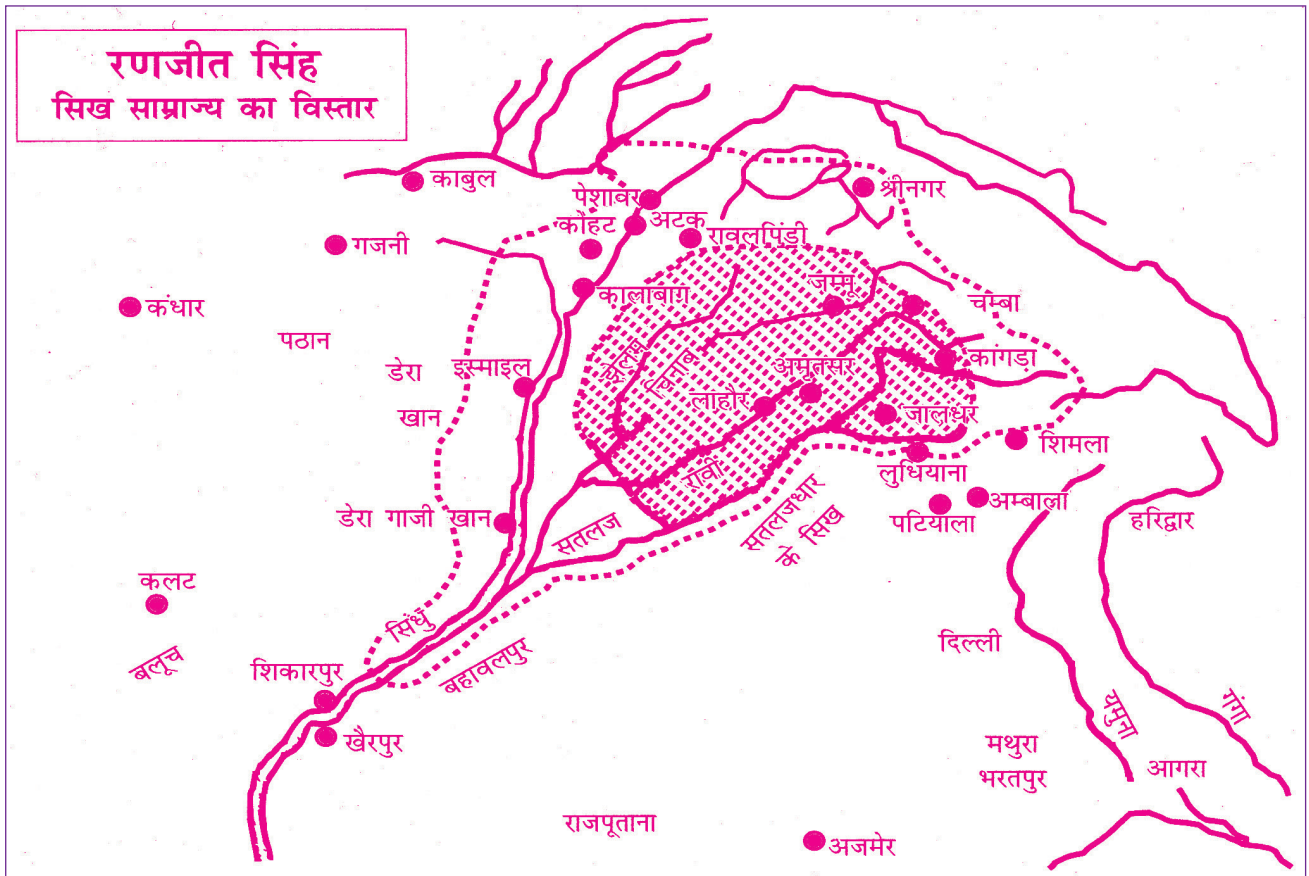 रणजीत सिंह
सिख साम्राज्य का विस्तार
काबुल
पेशावर
श्रीनगर
कोहट
अटक
रावलपिंडी
गजनी
कंधार
कालाबाग़
जम्मू
चम्बा
पठान
डेरा
इस्माइल
खान
झेलम
चिनाब
अमृतसर
कांगडा
लाहौर
जालंधर
शिमला
लुधियाना
रावी
अम्बाला
पटियाला
हरिद्वार
डेरा गाजी खान
सतलज
सतलजधार
के सिख
कलट
सिंधु
बलूच
शिकारपुर
बहावलपुर
दिल्ली
खैरपुर
यमुना
गंगा
मथुरा
भरतपुर
आगरा
राजपूताना
अजमेर